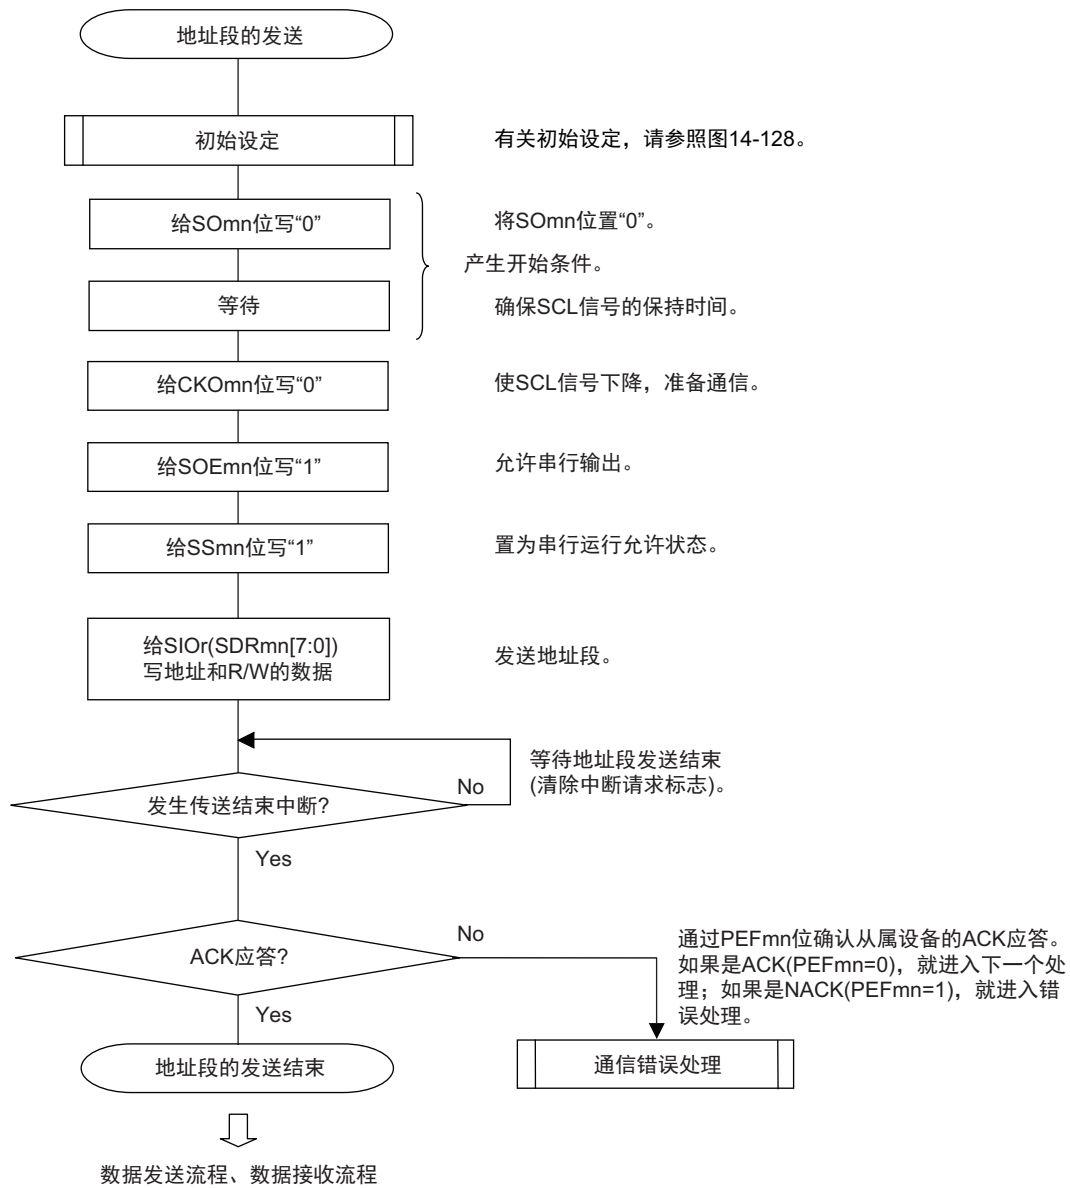 地址段的发送
初始设定
有关初始设定，请参照图14-128。
给SOmn位写“0”
将SOmn位置“0”。
产生开始条件。
等待
确保SCL信号的保持时间。
给CKOmn位写“0”
使SCL信号下降，准备通信。
给SOEmn位写“1”
允许串行输出。
给SSmn位写“1”
置为串行运行允许状态。
给SIOr(SDRmn[7:0])
写地址和R/W的数据
发送地址段。
等待地址段发送结束
(清除中断请求标志)。
No
发生传送结束中断?
Yes
No
ACK应答?
通过PEFmn位确认从属设备的ACK应答。
如果是ACK(PEFmn=0)，就进入下一个处
理；如果是NACK(PEFmn=1)，就进入错
误处理。
Yes
地址段的发送结束
通信错误处理
数据发送流程、数据接收流程